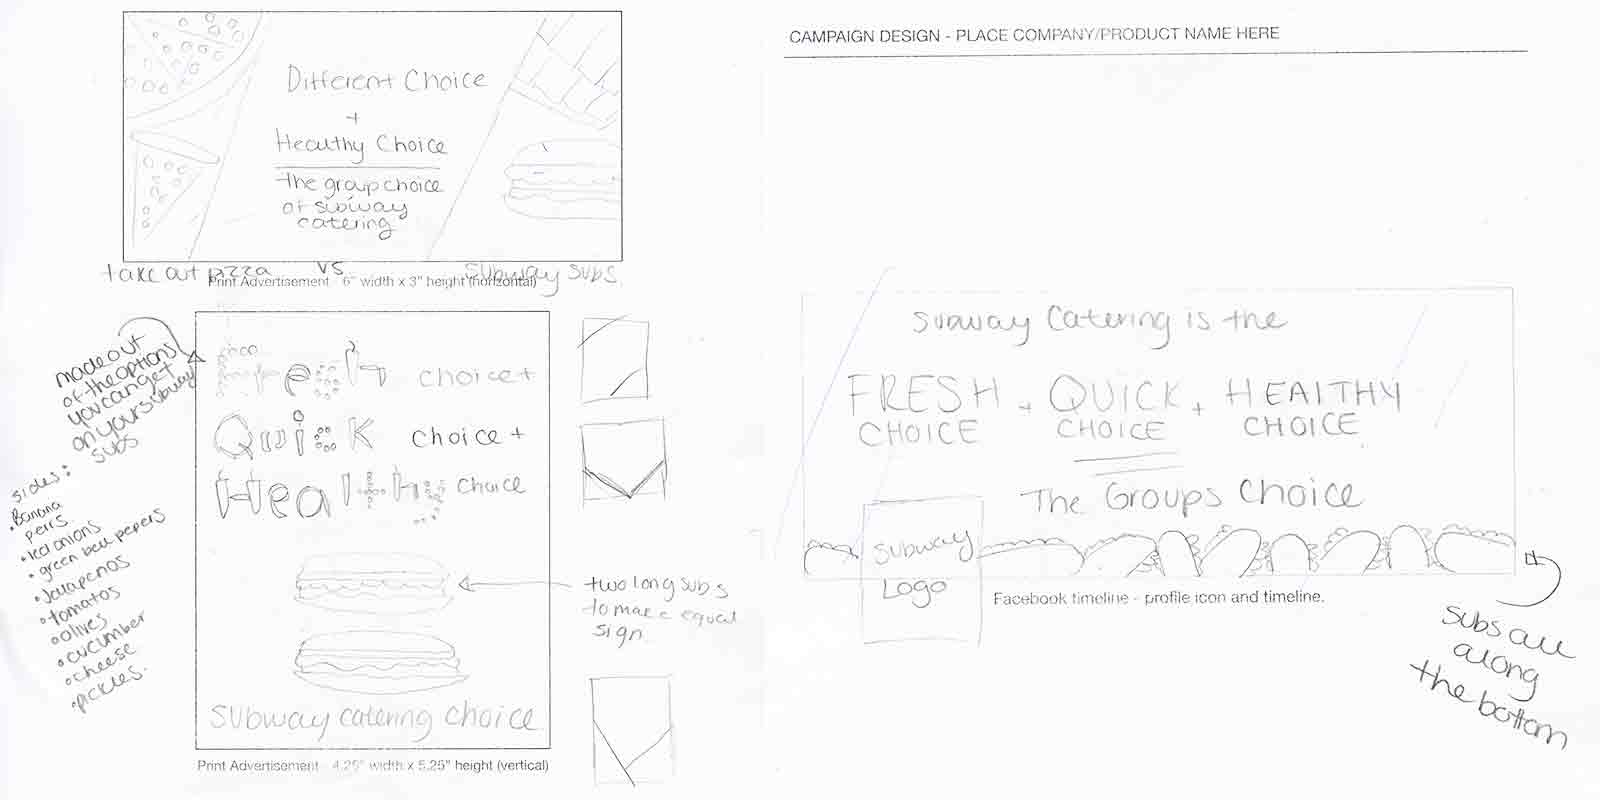 Different Choice
+
Healthy Choice
the group choice
of subway
catering
take out pizza vs. subway subs.
Print Advertisement - 6" width x 3" height (horizontal)
made out
of the options
you can get
on your subway
subs
sides:
• Banana
pers.
• red onions
• green bell pepers
• Jalapenos
• tomatos
• olives
• cucumber
• cheese
• pickles.
Fresh choice +
Quick choice +
Healthy choice
two long subs
to make equal
sign.
subway catering choice
Print Advertisement - 4.25" width x 5.25" height (vertical)
CAMPAIGN DESIGN - PLACE COMPANY/PRODUCT NAME HERE
Subway Catering is the
FRESH + QUICK + HEALTHY
CHOICE CHOICE CHOICE
The Groups Choice
Subway
Logo
Facebook timeline - profile icon and timeline.
subs all
along
the bottom